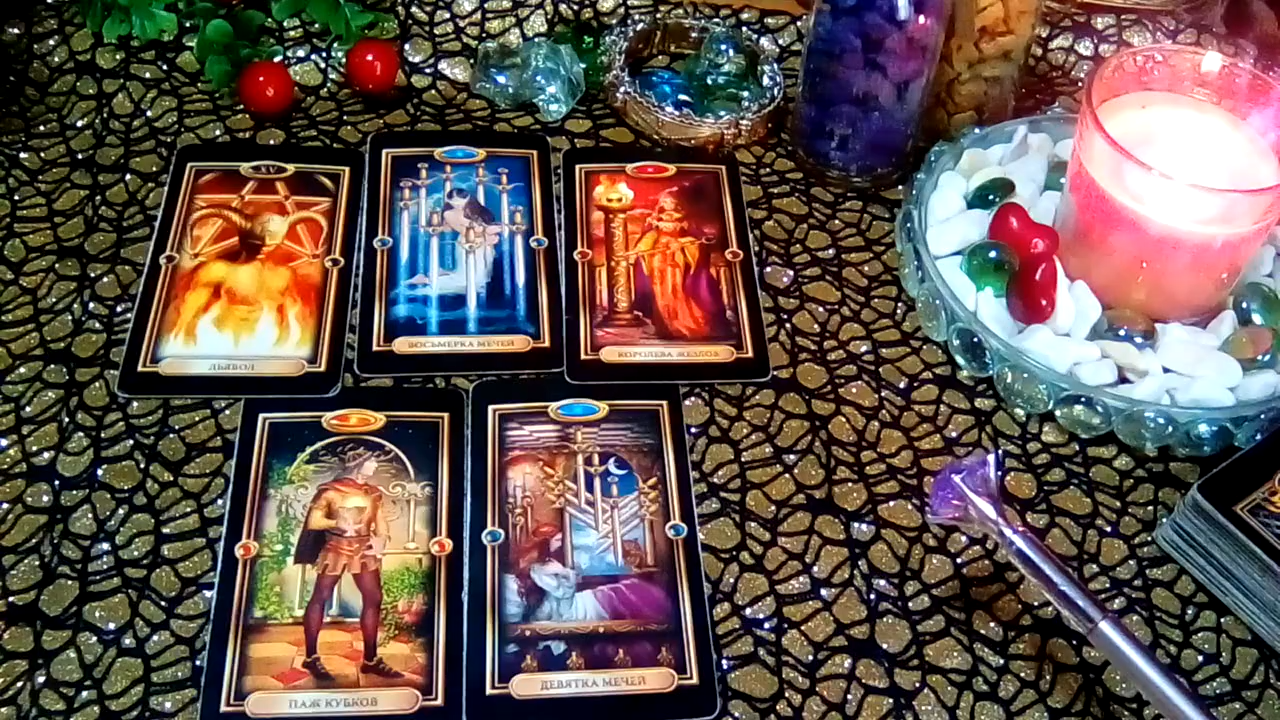 XV
ДЬЯВОЛ
ВОСЬМЕРКА МЕЧЕЙ
КОРОЛЕВА ЖЕЗЛОВ
ПАЖ КУБКОВ
ДЕВЯТКА МЕЧЕЙ